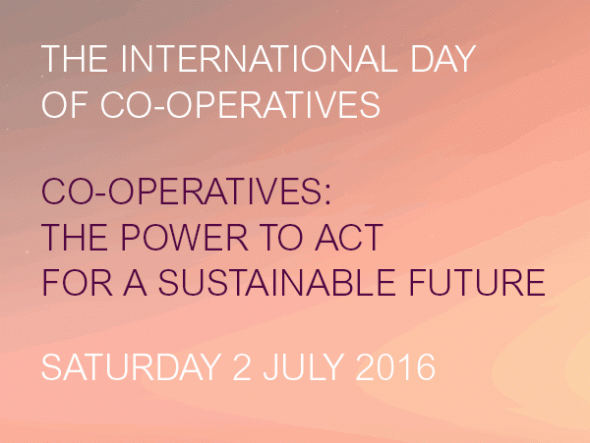 THE INTERNATIONAL DAY
OF CO-OPERATIVES
CO-OPERATIVES:
THE POWER TO ACT
FOR A SUSTAINABLE FUTURE
SATURDAY 2 JULY 2016